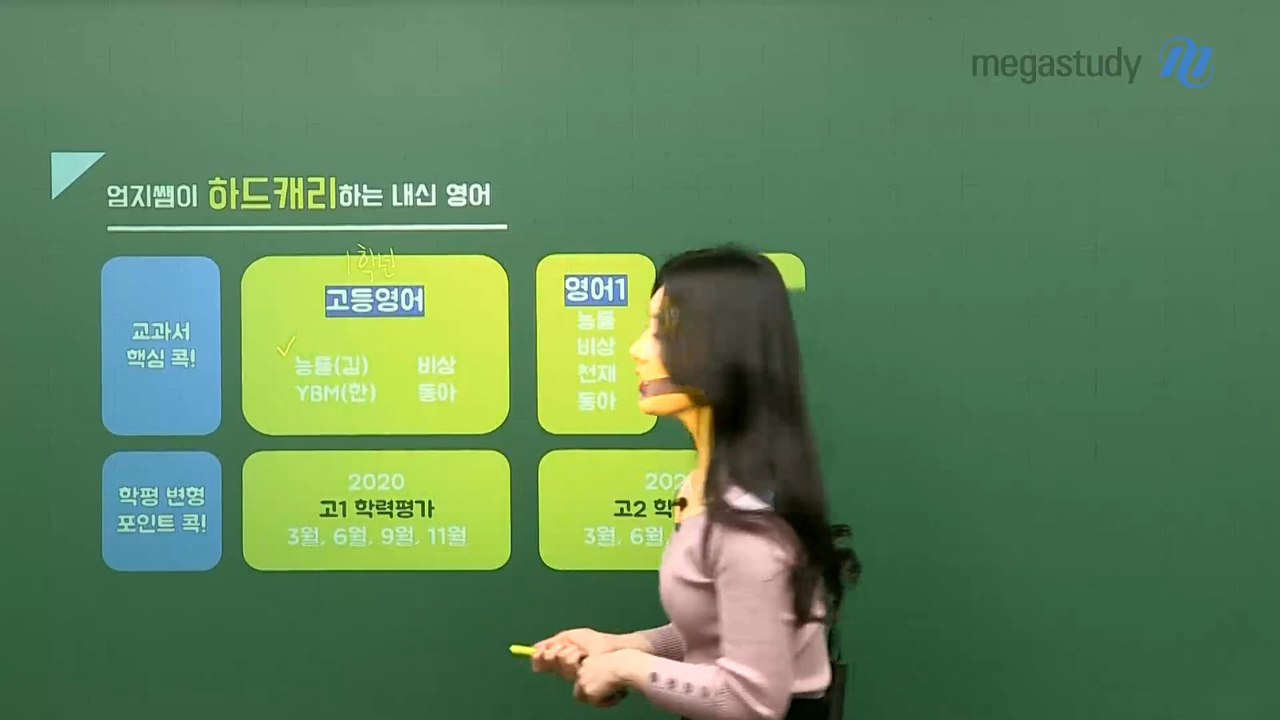 megastudy
엄지쌤이 하드캐리하는 내신 영어
교과서
핵심 콕!
1학년
고등영어
능률(김) 비상
YBM(한) 동아
영어1
능률
비상
천재
동아
학평 변형
포인트 콕!
2020
고1 학력평가
3월, 6월, 9월, 11월
고2
3월, 6월,